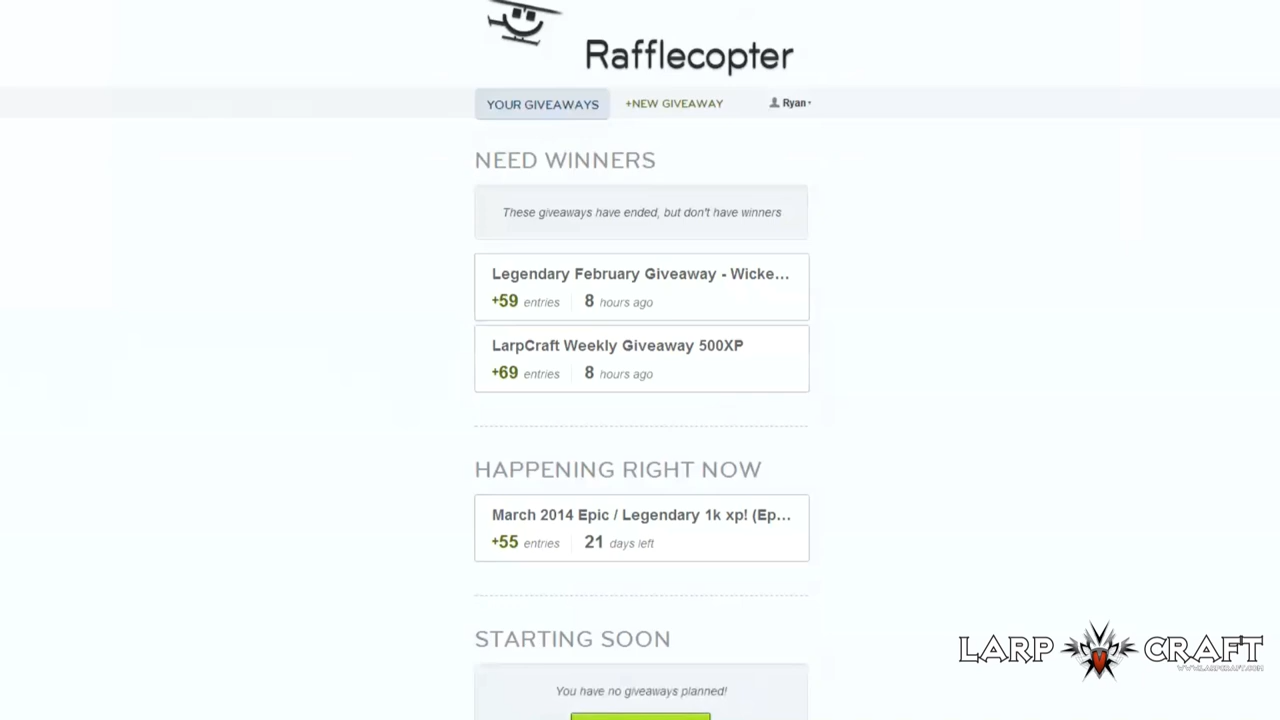 Rafflecopter
YOUR GIVEAWAYS
+NEW GIVEAWAY
Ryan
NEED WINNERS
These giveaways have ended, but don't have winners
Legendary February Giveaway - Wicke...
+59 entries
8 hours ago
LarpCraft Weekly Giveaway 500XP
+69 entries
8 hours ago
HAPPENING RIGHT NOW
March 2014 Epic / Legendary 1k xp! (Ep...
+55 entries
21 days left
STARTING SOON
You have no giveaways planned!
LARP CRAFT
WWW.LARPCRAFT.COM